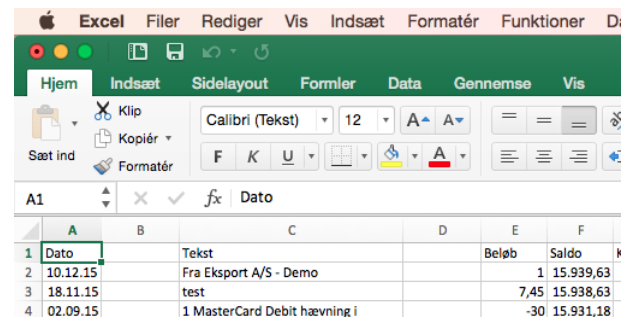 Excel Filer Rediger Vis Indsæt Formatér Funktioner
Hjem Indsæt Sidelayout Formler Data Gennemse Vis
Sæt ind
Klip
Kopiér
Formatér
Calibri (Tekst) 12 A A
F K U A
A1 fx Dato
A B C D E F
1 Dato Tekst Beløb Saldo K
2 10.12.15 Fra Eksport A/S - Demo 1 15.939,63
3 18.11.15 test 7,45 15.938,63
4 02.09.15 1 MasterCard Debit hævning i -30 15.931,18